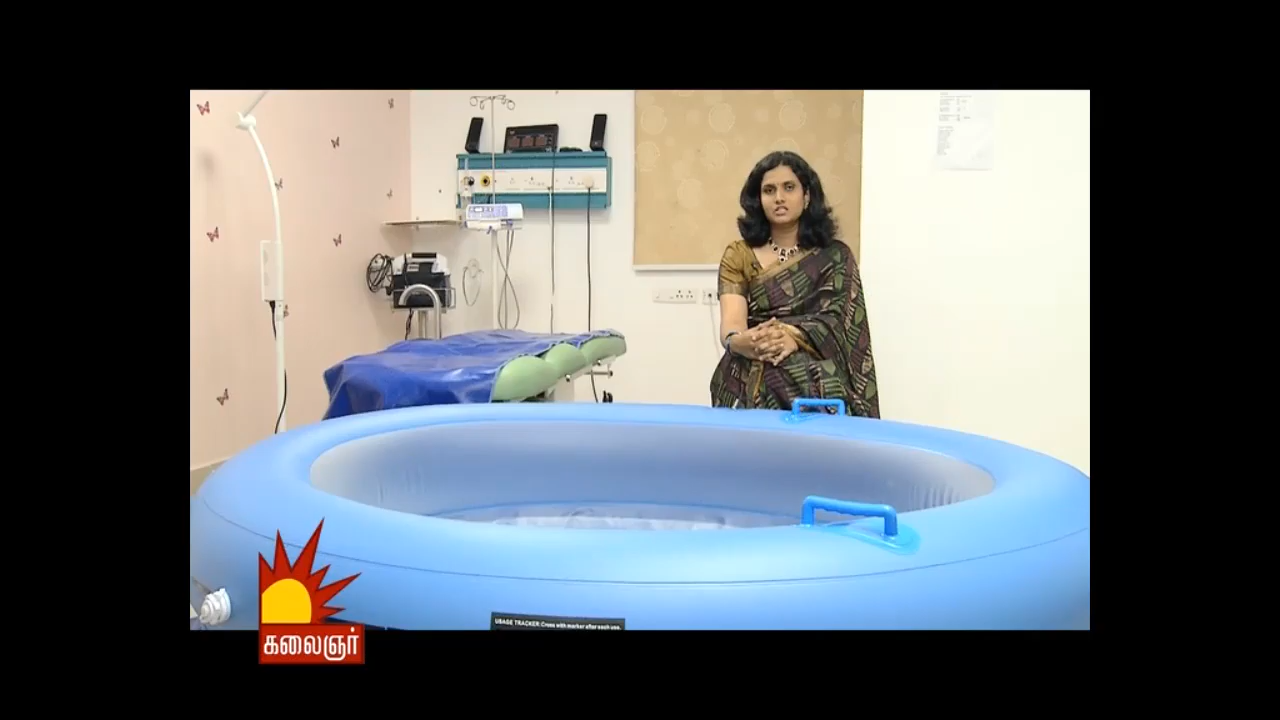 USAGE TRACKER: Cross with marker after each use.
கலைஞர்